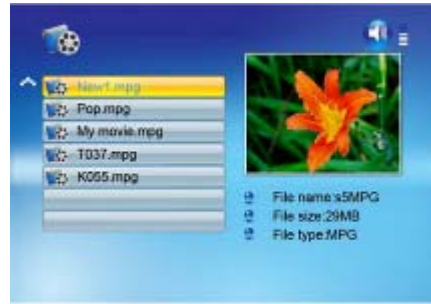 New1.mpg
Pop.mpg
My movie.mpg
T037.mpg
K055.mpg
File name:s5MPG
File size:29MB
File type:MPG